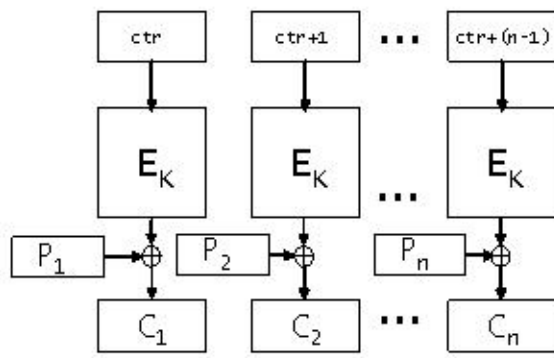 ctr ctr+1 ... ctr+(n-1)
E_K E_K ... E_K
P_1 P_2 P_n
C_1 C_2 ... C_n